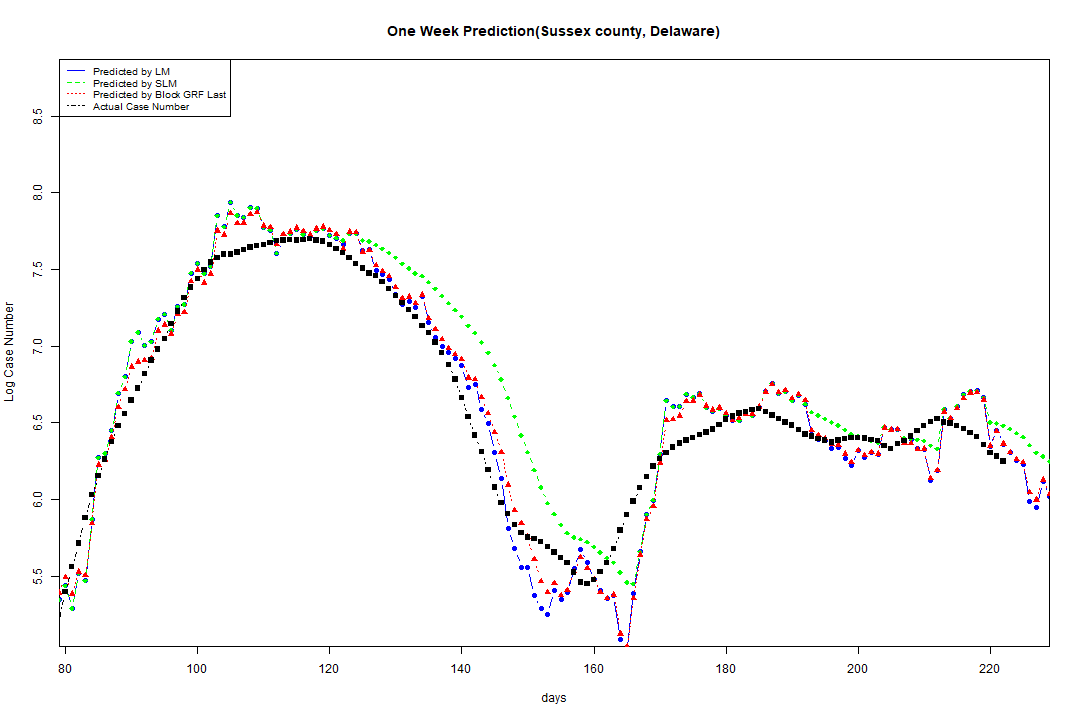 One Week Prediction(Sussex county, Delaware)
Predicted by LM
Predicted by SLM
Predicted by Block GRF Last
Actual Case Number
Log Case Number
8.5
8.0
7.5
7.0
6.5
6.0
5.5
80 100 120 140 160 180 200 220
days